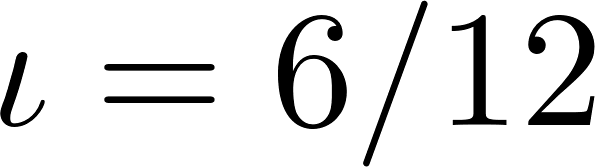 ι = 6/12